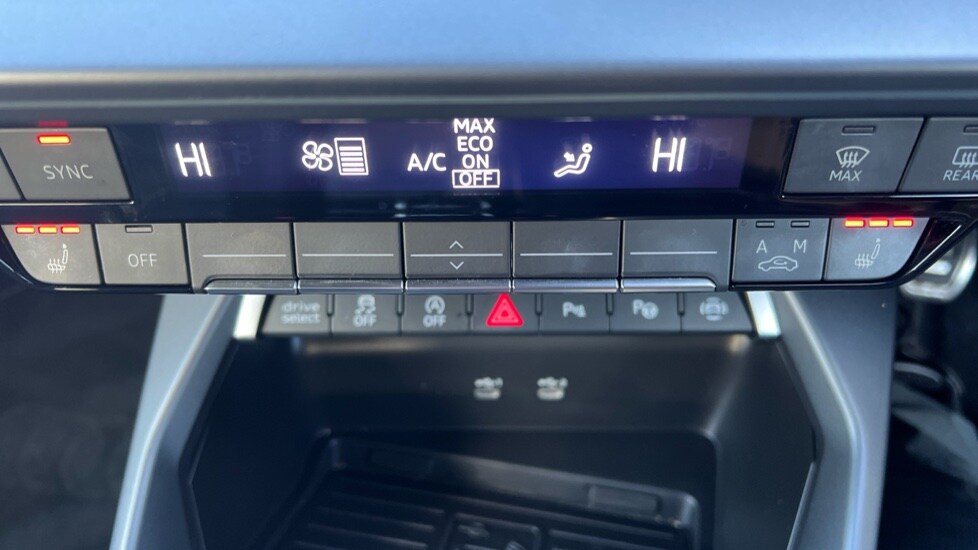 MAX
ECO
HI A/C ON HI
OFF
SYNC MAX REAR
OFF A M
drive
select OFF OFF P P